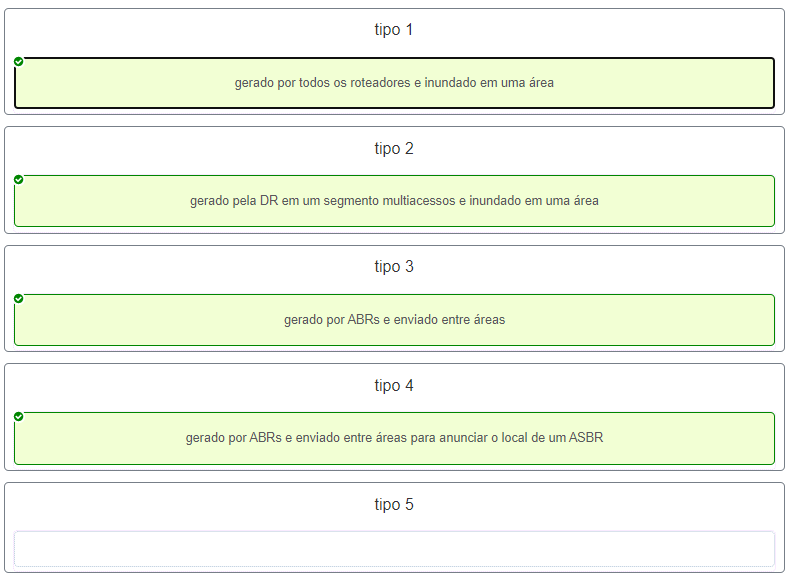 tipo 1
gerado por todos os roteadores e inundado em uma área
tipo 2
gerado pela DR em um segmento multiacessos e inundado em uma área
tipo 3
gerado por ABRs e enviado entre áreas
tipo 4
gerado por ABRs e enviado entre áreas para anunciar o local de um ASBR
tipo 5